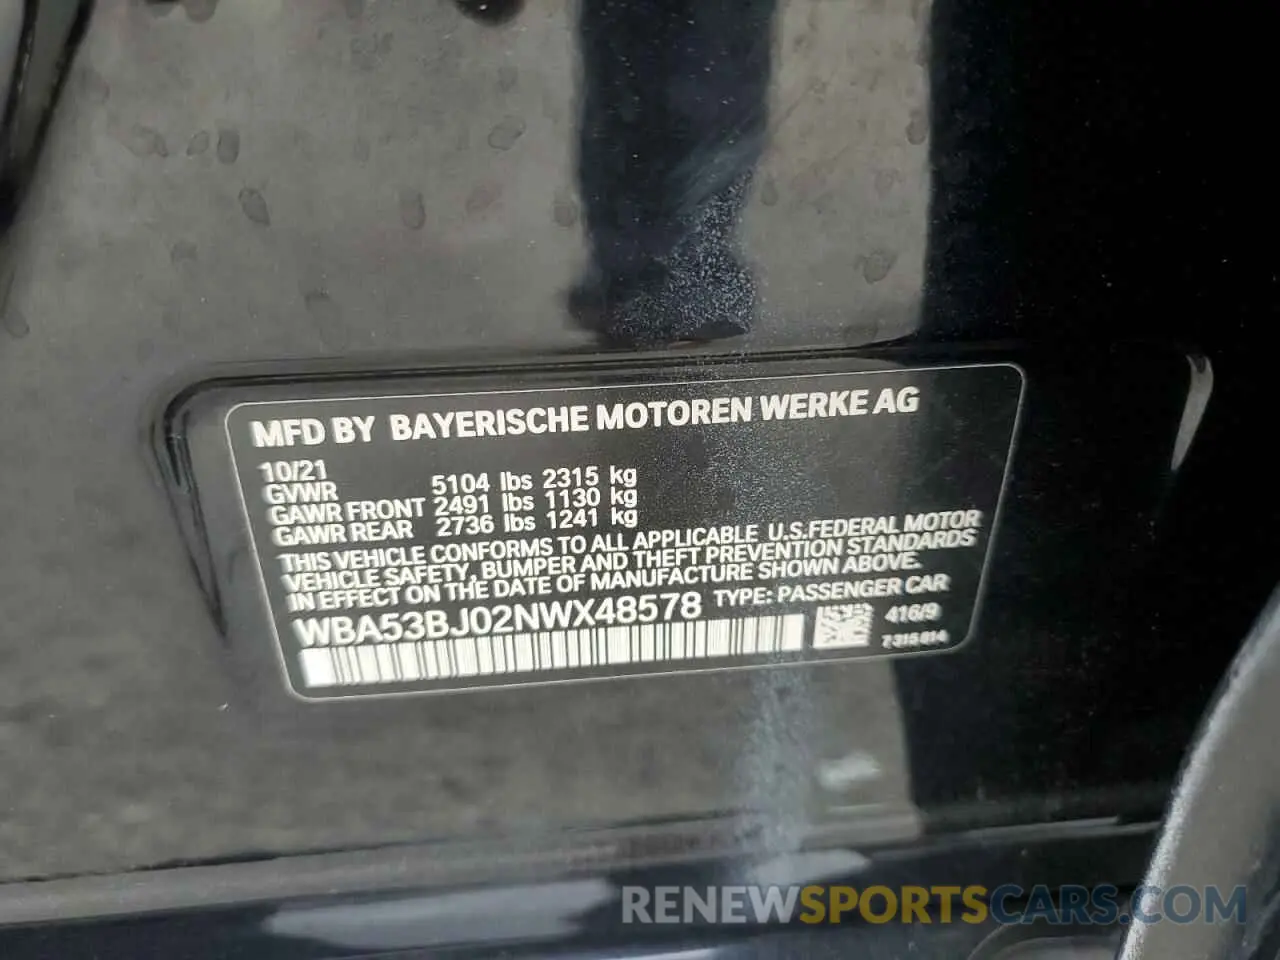 MFD BY BAYERISCHE MOTOREN WERKE AG
10/21
GVWR 5104 lbs 2315 kg
GAWR FRONT 2491 lbs 1130 kg
GAWR REAR 2736 lbs 1241 kg
THIS VEHICLE CONFORMS TO ALL APPLICABLE U.S.FEDERAL MOTOR
VEHICLE SAFETY, BUMPER AND THEFT PREVENTION STANDARDS
IN EFFECT ON THE DATE OF MANUFACTURE SHOWN ABOVE.
WBA53BJ02NWX48578 TYPE: PASSENGER CAR
416/9
7 315 814
RENEWSPORTSCARS.COM